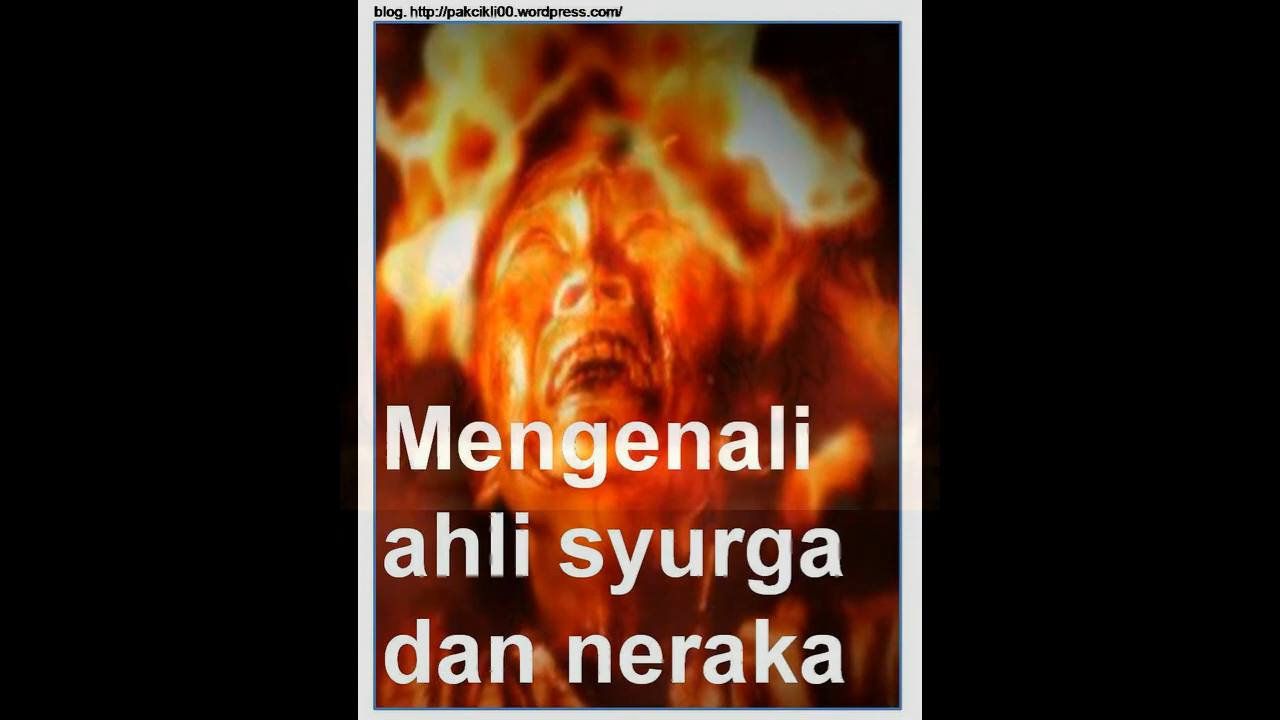 blog. http://pakcikli00.wordpress.com/
Mengenali
ahli syurga
dan neraka